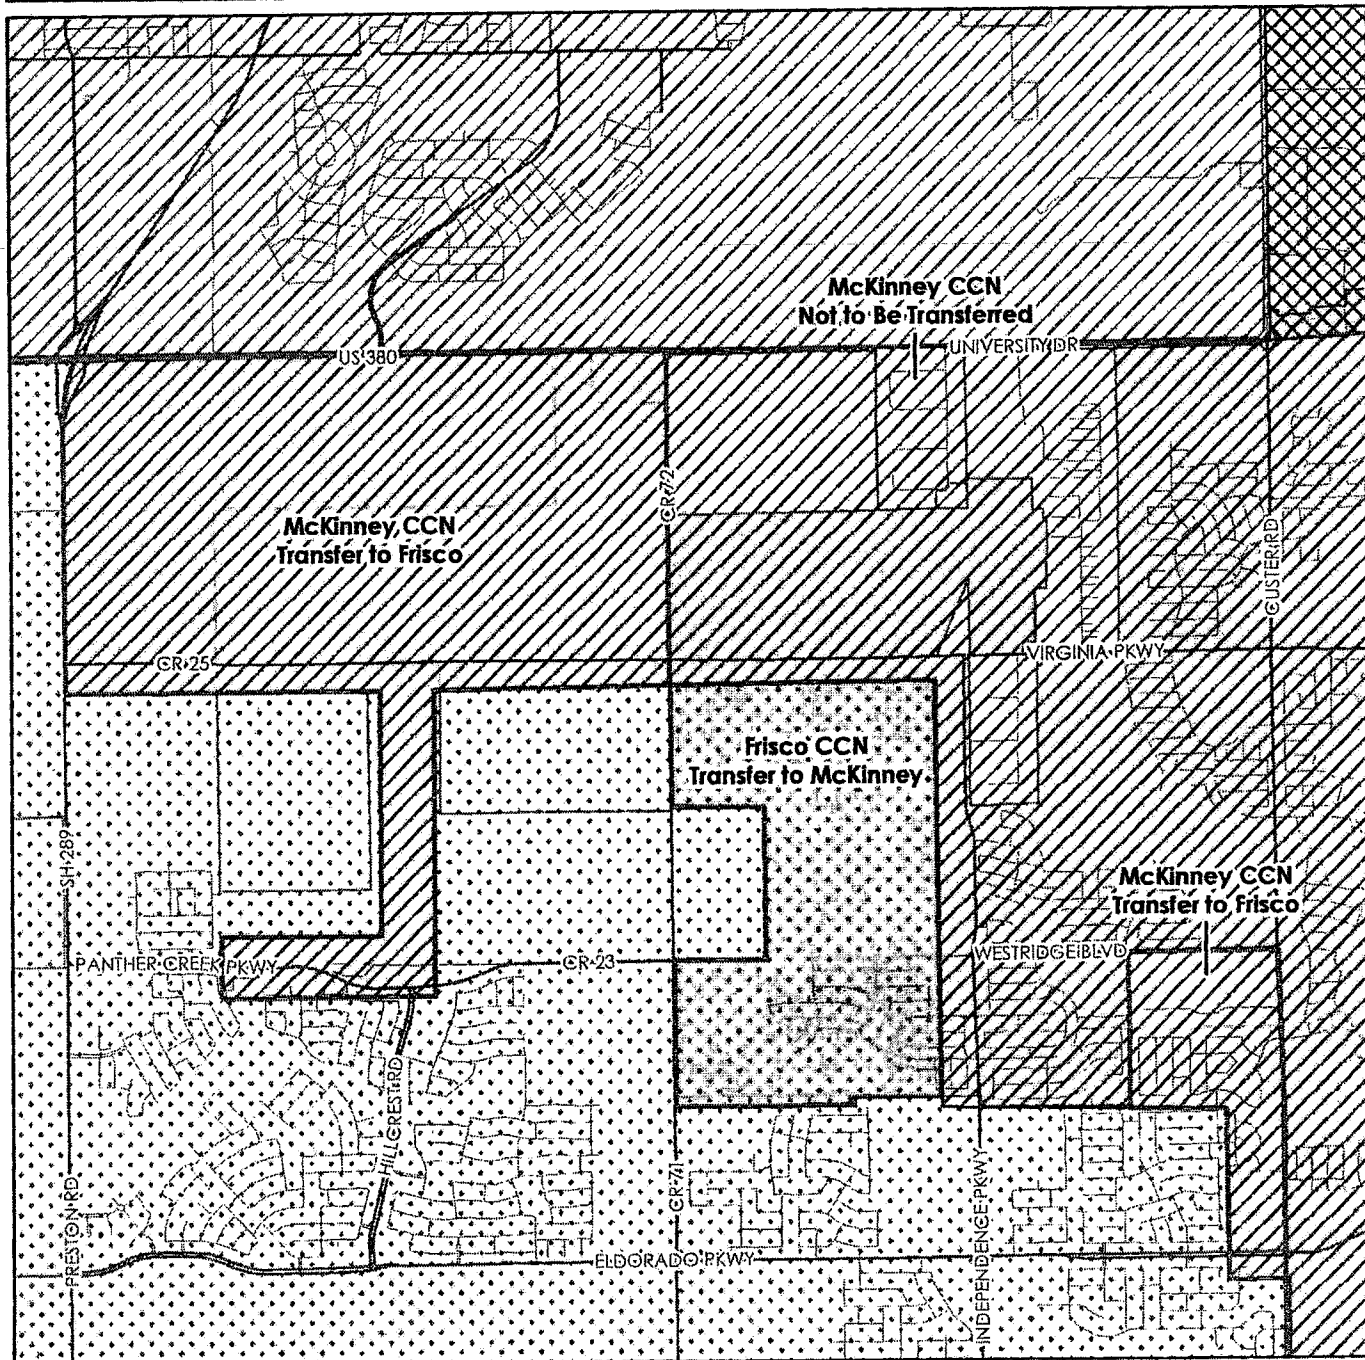 McKinney CCN
Not to Be Transferred
US 380
UNIVERSITY DR
CR 72
McKinney CCN
Transfer to Frisco
CUSTER RD
CR 25
VIRGINIA PKWY
Frisco CCN
Transfer to McKinney
SH 289
McKinney CCN
Transfer to Frisco
PANTHER CREEK PKWY
CR 23
WESTRIDGE BLVD
HILLCREST RD
PRESTON RD
CR 71
INDEPENDENCE PKWY
ELDORADO PKWY